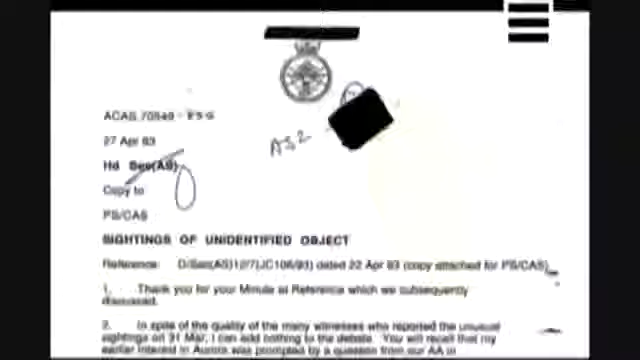 ACAS 70549
27 Apr 93
AS2
Hd Sec(AS)
Copy to
PS/CAS
SIGHTINGS OF UNIDENTIFIED OBJECT
Reference: D/Sec(AS)12/7(JC106/93) dated 22 Apr 93 (copy attached for PS/CAS)
1. Thank you for your Minute at Reference which we subsequently
discussed.
2. In spite of the quality of the many witnesses who reported the unusual
sightings on 31 Mar, I can add nothing to the debate. You will recall that my
earlier interest in Aurora was prompted by a question from our AA in